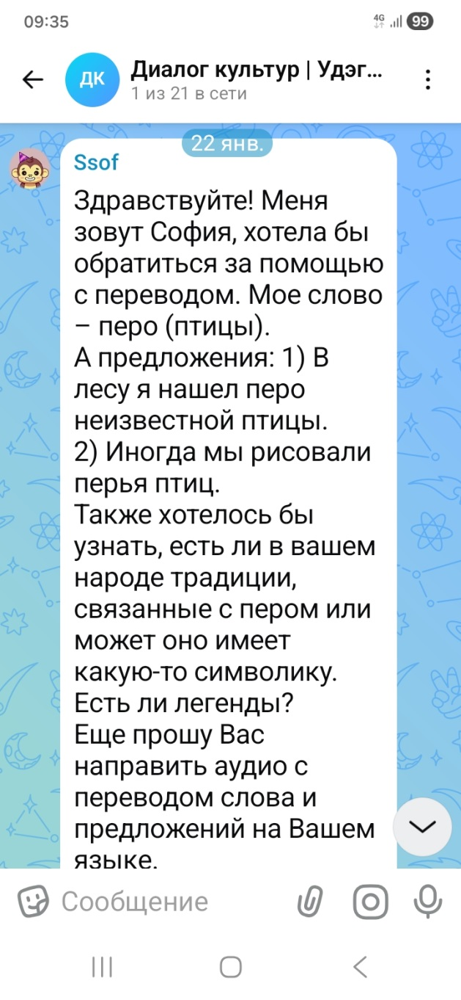 09:35
4G
99
ДК
Диалог культур | Удэг...
1 из 21 в сети
22 янв.
Ssof
Здравствуйте! Меня
зовут София, хотела бы
обратиться за помощью
с переводом. Мое слово
– перо (птицы).
А предложения: 1) В
лесу я нашел перо
неизвестной птицы.
2) Иногда мы рисовали
перья птиц.
Также хотелось бы
узнать, есть ли в вашем
народе традиции,
связанные с пером или
может оно имеет
какую-то символику.
Есть ли легенды?
Еще прошу Вас
направить аудио с
переводом слова и
предложений на Вашем
языке.
Сообщение